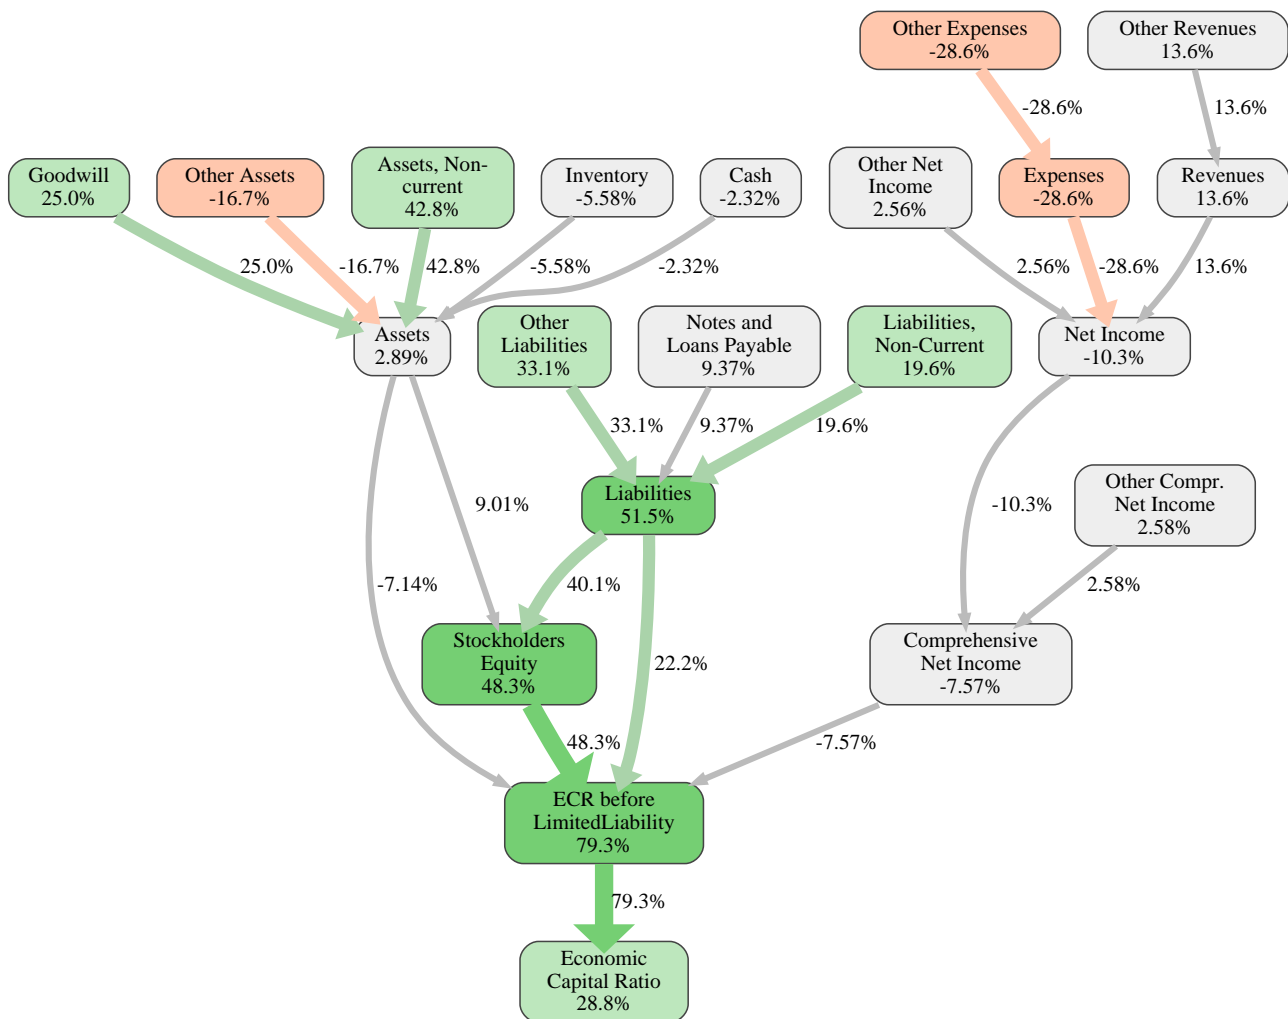 Other Expenses
-28.6%
Other Revenues
13.6%
-28.6%
13.6%
Goodwill
25.0%
Other Assets
-16.7%
Assets, Non-
current
42.8%
Inventory
-5.58%
Cash
-2.32%
Other Net
Income
2.56%
Expenses
-28.6%
Revenues
13.6%
25.0%
-16.7%
42.8%
-5.58%
-2.32%
2.56%
-28.6%
13.6%
Assets
2.89%
Other
Liabilities
33.1%
Notes and
Loans Payable
9.37%
Liabilities,
Non-Current
19.6%
Net Income
-10.3%
33.1%
9.37%
19.6%
Liabilities
51.5%
Other Compr.
Net Income
2.58%
9.01%
-10.3%
-7.14%
40.1%
2.58%
Stockholders
Equity
48.3%
22.2%
Comprehensive
Net Income
-7.57%
48.3%
-7.57%
ECR before
LimitedLiability
79.3%
79.3%
Economic
Capital Ratio
28.8%